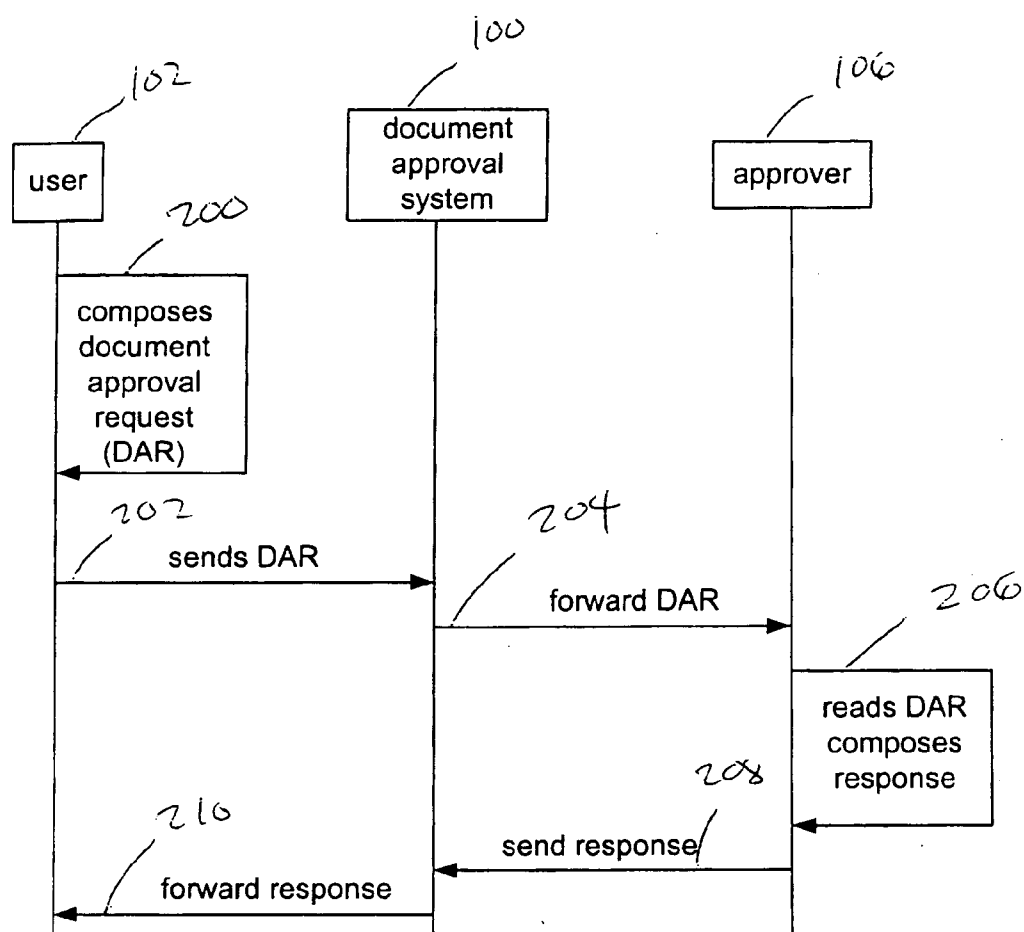 100
102
106
document
approval
system
user
approver
200
composes
document
approval
request
(DAR)
202
204
sends DAR
forward DAR
206
reads DAR
composes
response
208
210
send response
forward response